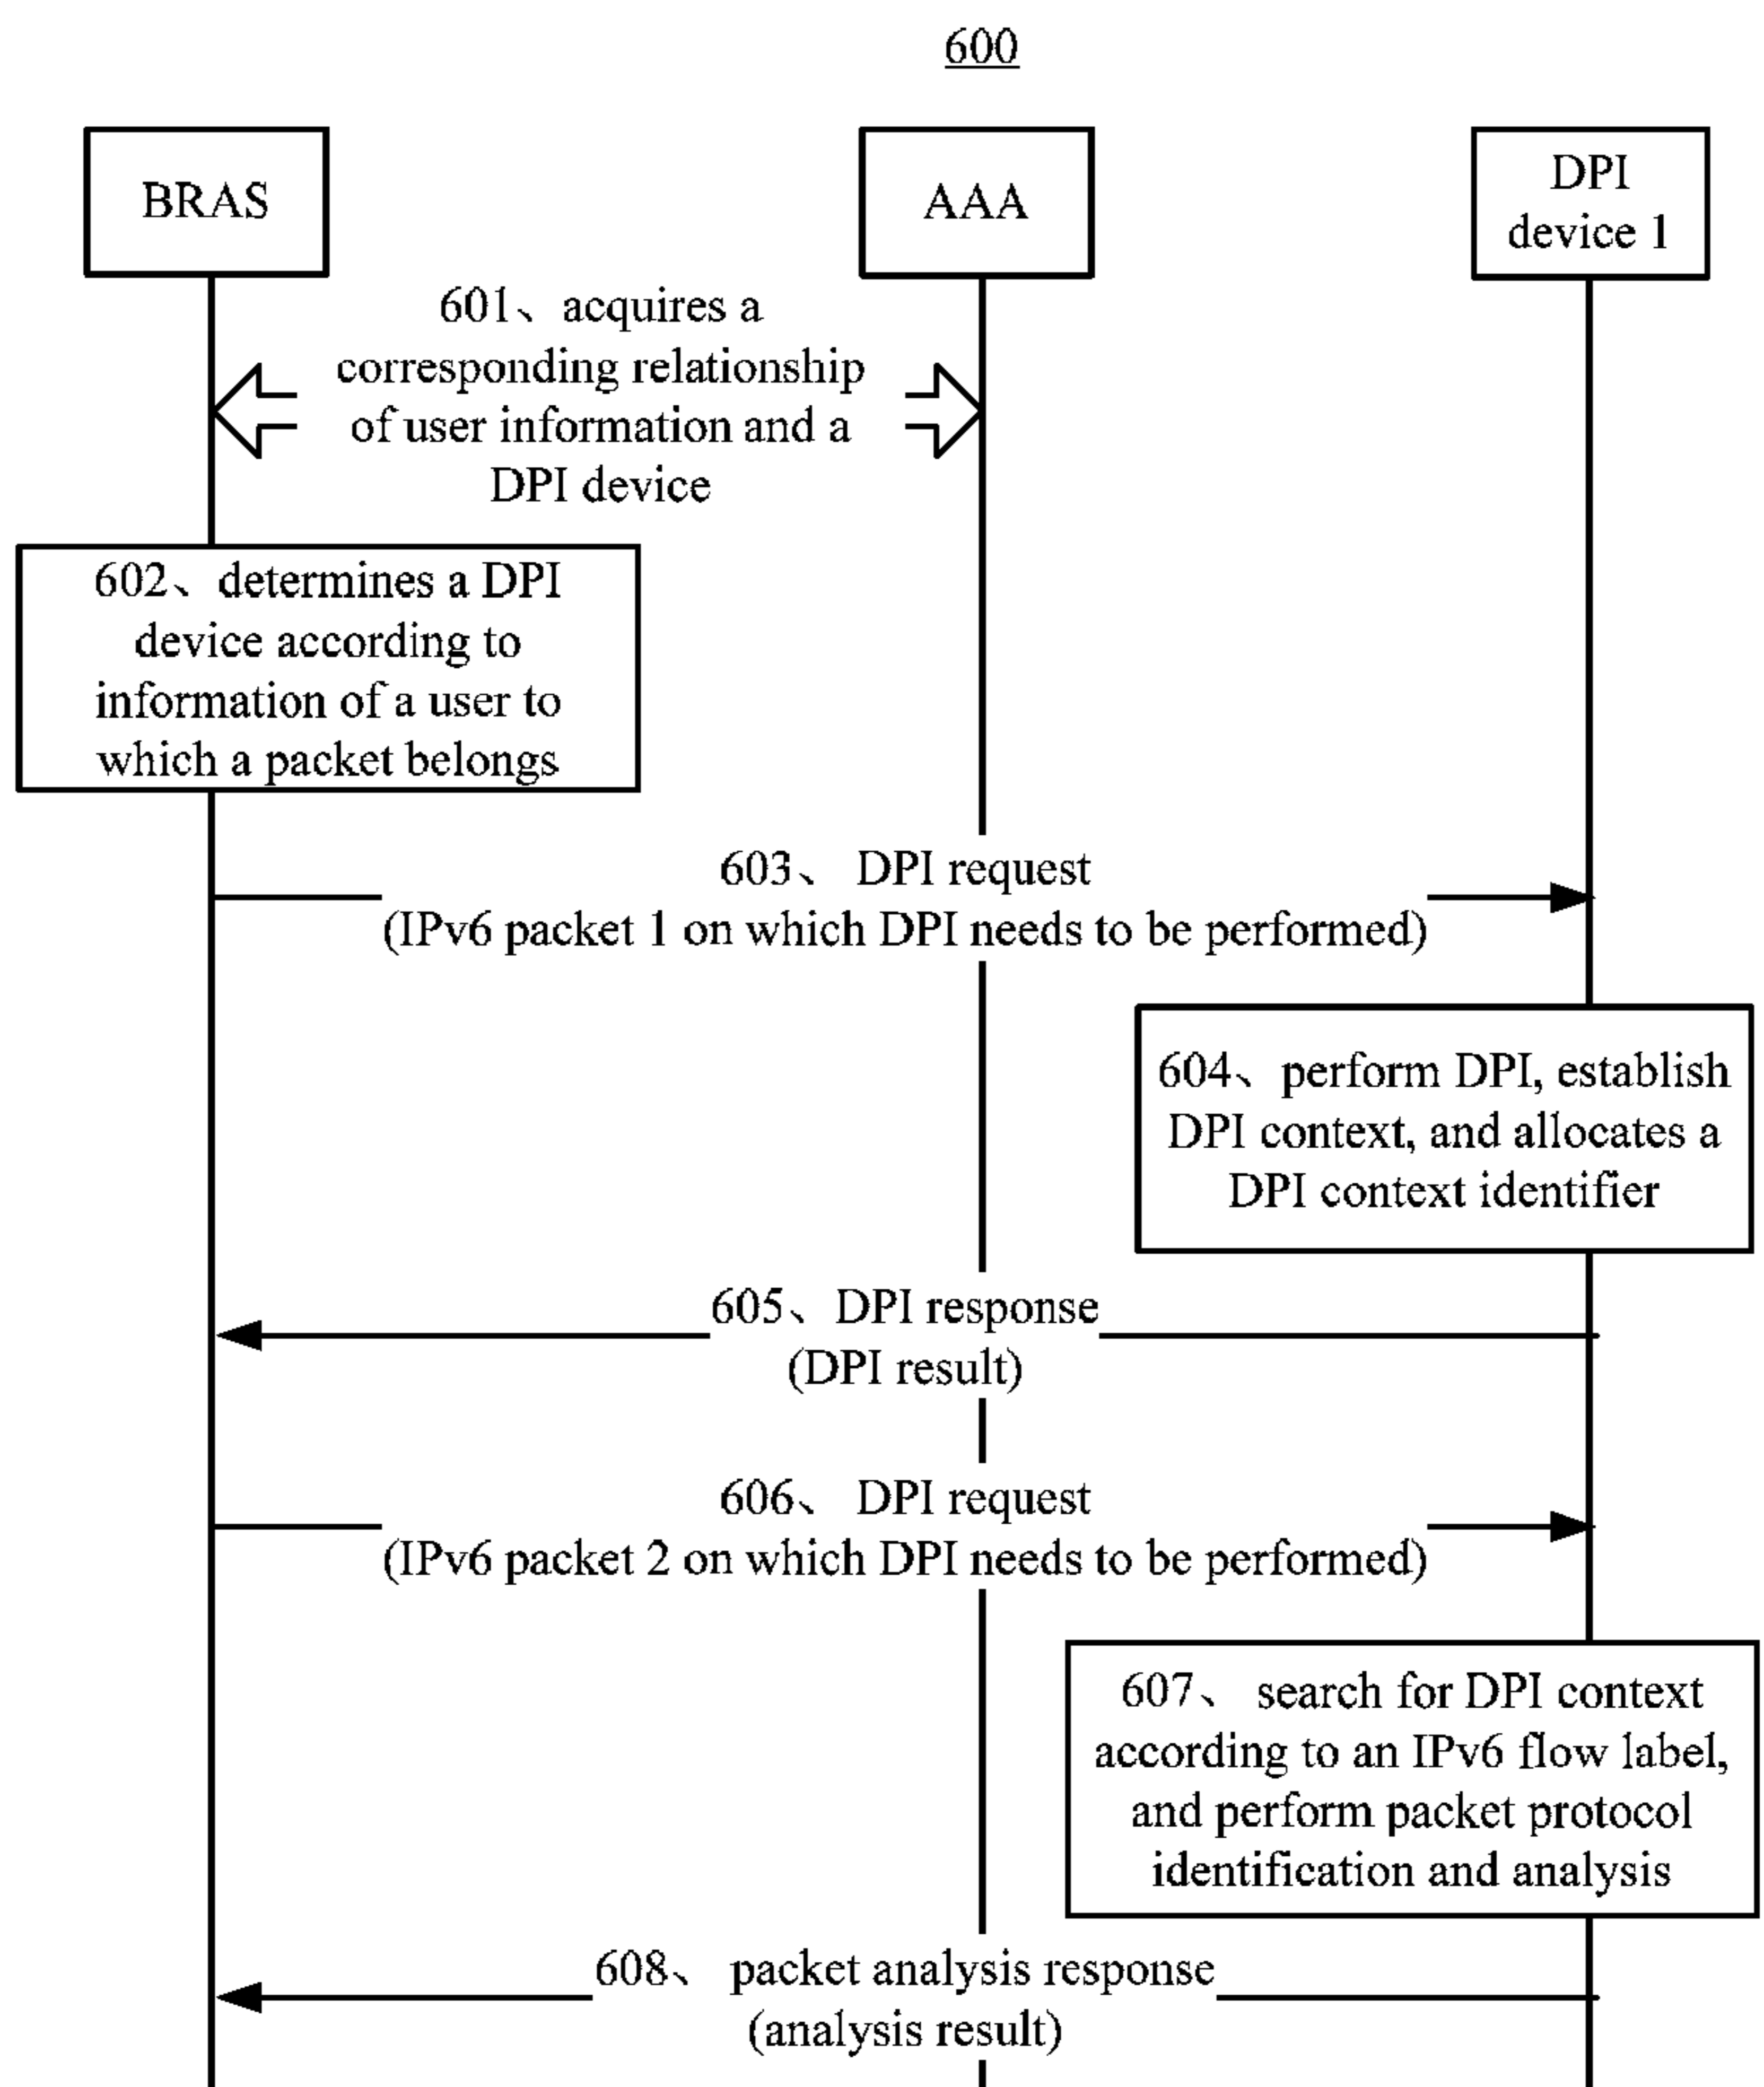 600
BRAS
AAA
DPI
device 1
601、acquires a
corresponding relationship
of user information and a
DPI device
602、determines a DPI
device according to
information of a user to
which a packet belongs
603、 DPI request
(IPv6 packet 1 on which DPI needs to be performed)
604、perform DPI, establish
DPI context, and allocates a
DPI context identifier
605、DPI response
(DPI result)
606、 DPI request
(IPv6 packet 2 on which DPI needs to be performed)
607、 search for DPI context
according to an IPv6 flow label,
and perform packet protocol
identification and analysis
608、 packet analysis response
(analysis result)